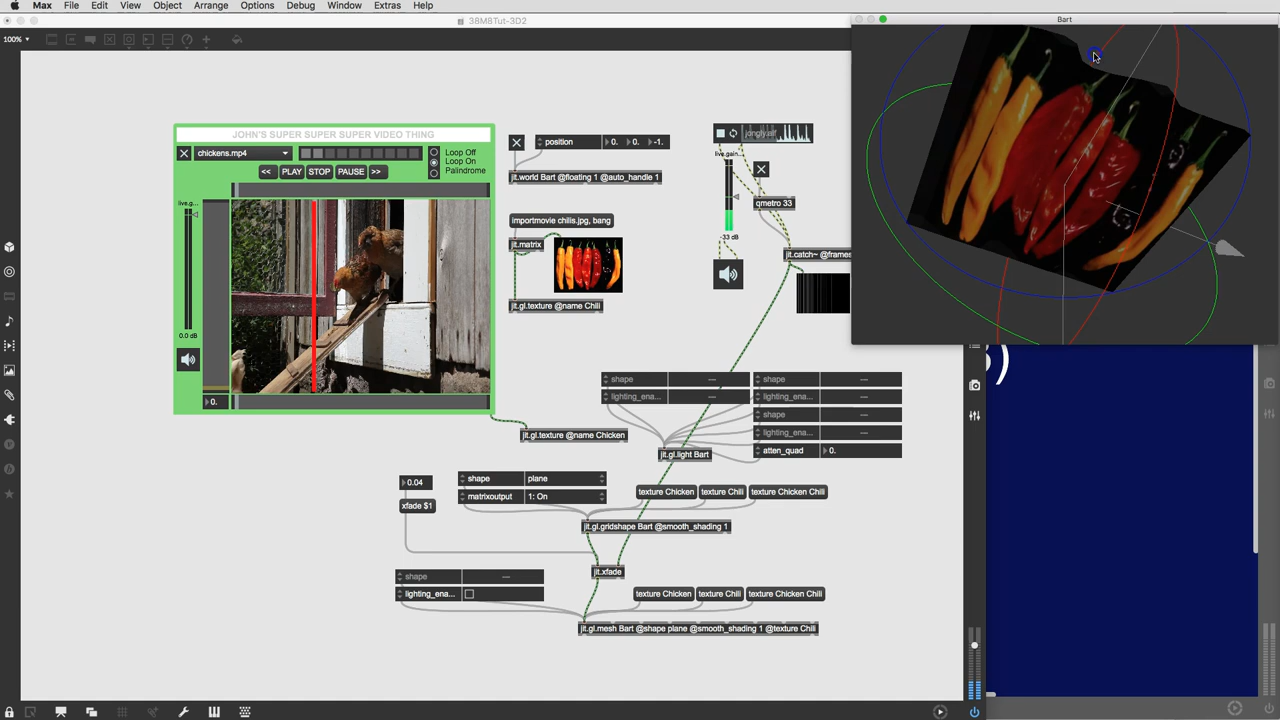 Max File Edit View Object Arrange Options Debug Window Extras Help
38M8Tut-3D2
Bart
100%
JOHN'S SUPER SUPER SUPER VIDEO THING
chickens.mp4
Loop Off
Loop On
Palindrome
<< PLAY STOP PAUSE >>
live.g...
0.0 dB
0.
position 0. 0. -1.
jit.world Bart @floating 1 @auto_handle 1
importmovie chilis.jpg, bang
jit.matrix
jit.gl.texture @name Chili
jongly.aif
live.gain...
-33 dB
qmetro 33
jit.catch~ @frames
jit.gl.texture @name Chicken
shape ---
lighting_ena... ---
shape ---
lighting_ena... ---
shape ---
lighting_ena... ---
atten_quad 0.
jit.gl.light Bart
0.04
xfade $1
shape plane
matrixoutput 1: On
texture Chicken texture Chili texture Chicken Chili
jit.gl.gridshape Bart @smooth_shading 1
jit.xfade
shape ---
lighting_ena...
texture Chicken texture Chili texture Chicken Chili
jit.gl.mesh Bart @shape plane @smooth_shading 1 @texture Chili